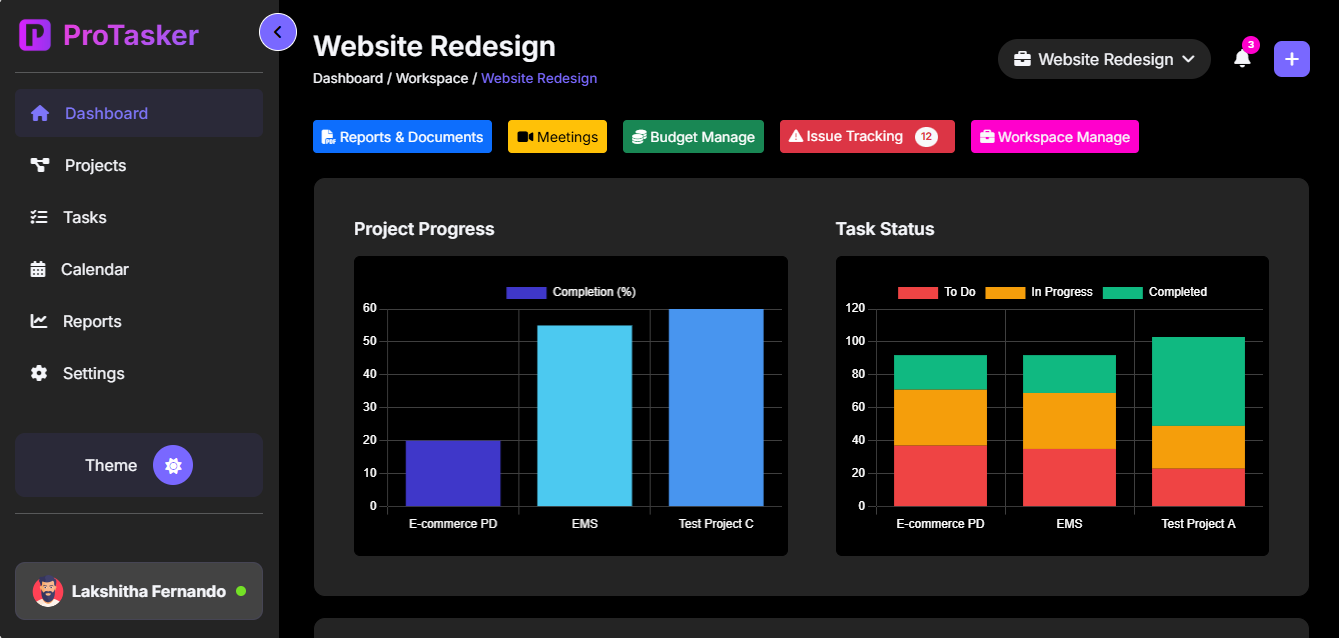 ProTasker
Dashboard
Projects
Tasks
Calendar
Reports
Settings
Theme
Lakshitha Fernando
Website Redesign
Dashboard / Workspace / Website Redesign
Website Redesign
3
+
Reports & Documents
Meetings
Budget Manage
Issue Tracking 12
Workspace Manage
Project Progress
Completion (%)
60
50
40
30
20
10
0
E-commerce PD EMS Test Project C
Task Status
To Do In Progress Completed
120
100
80
60
40
20
0
E-commerce PD EMS Test Project A